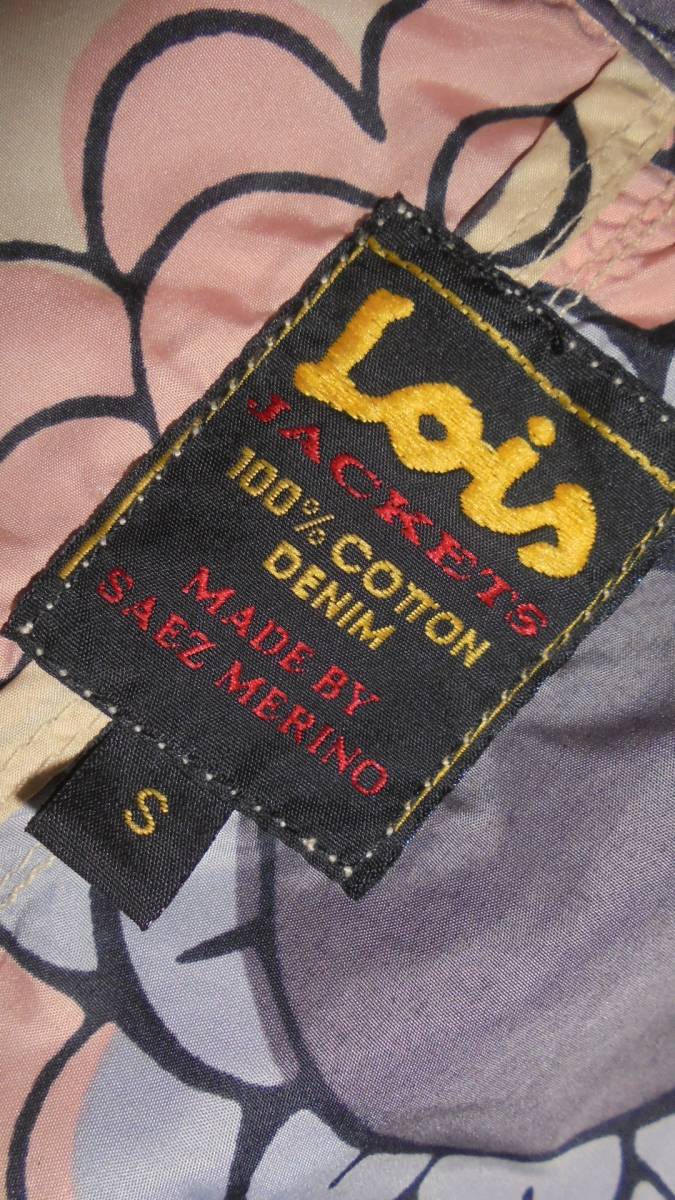 Lois
JACKETS
100% COTTON
DENIM
MADE BY
SAEZ MERINO
S